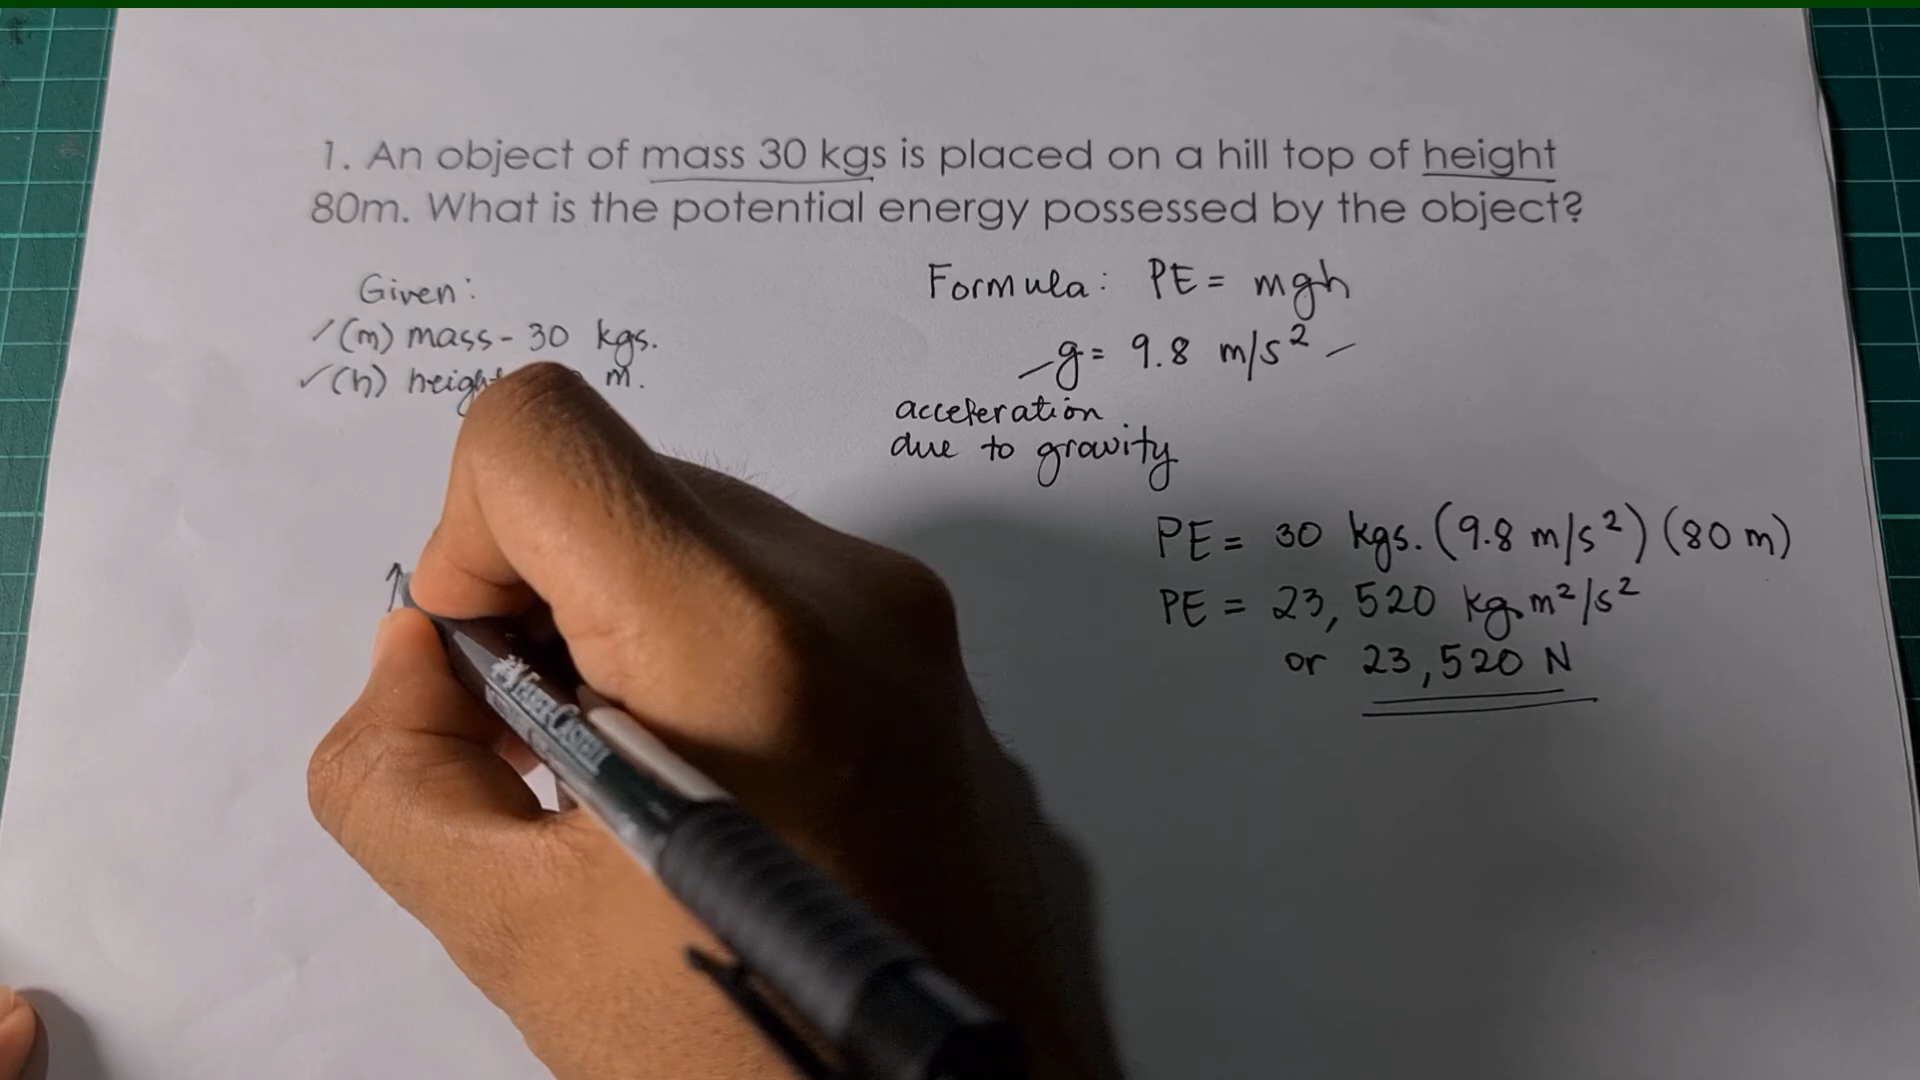 1. An object of mass 30 kgs is placed on a hill top of height
80m. What is the potential energy possessed by the object?
Given:
(m) mass - 30 kgs.
(h) m.
Formula: PE = mgh
g = 9.8 m/s²
acceleration
due to gravity
PE = 30 kgs. (9.8 m/s²) (80 m)
PE = 23,520 kg.m²/s²
or 23,520 N
Faber-Castell